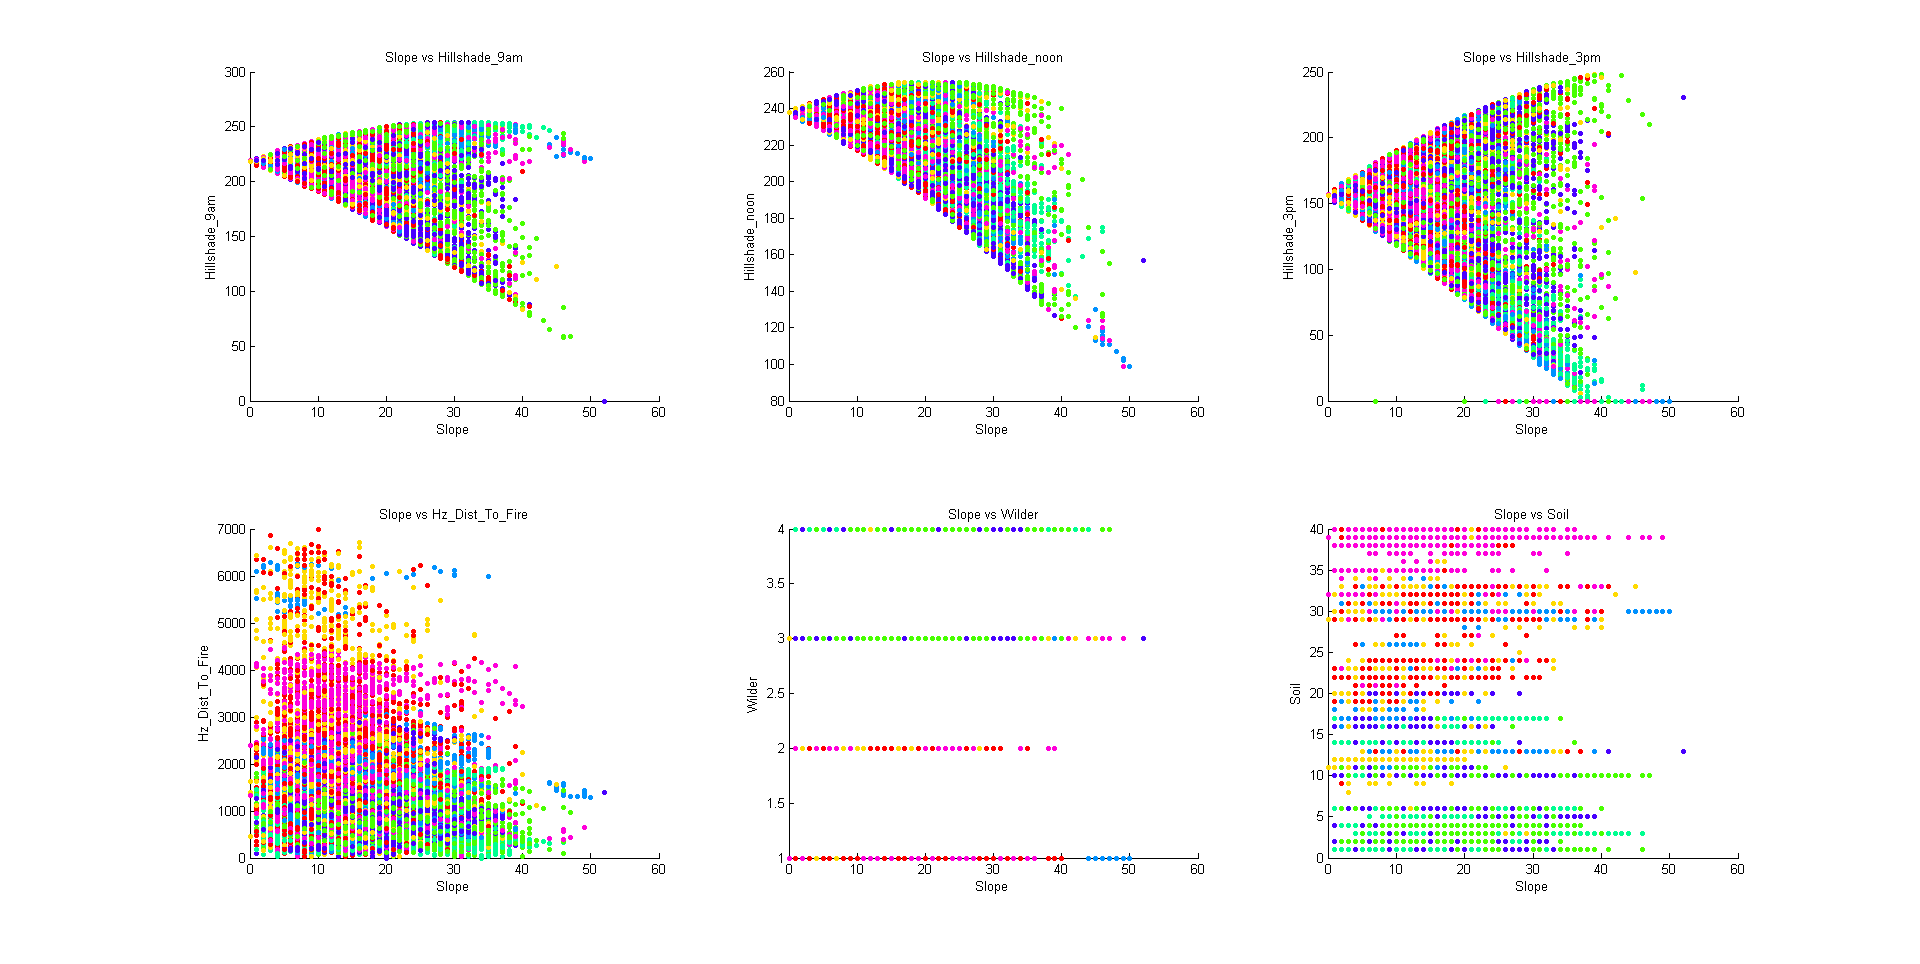 Slope vs Hillshade_9am
300
250
200
150
100
50
0
0 10 20 30 40 50 60
Slope
Hillshade_9am
Slope vs Hillshade_noon
260
240
220
200
180
160
140
120
100
80
0 10 20 30 40 50 60
Slope
Hillshade_noon
Slope vs Hillshade_3pm
250
200
150
100
50
0
0 10 20 30 40 50 60
Slope
Hillshade_3pm
Slope vs Hz_Dist_To_Fire
7000
6000
5000
4000
3000
2000
1000
0
0 10 20 30 40 50 60
Slope
Hz_Dist_To_Fire
Slope vs Wilder
4
3.5
3
2.5
2
1.5
1
0 10 20 30 40 50 60
Slope
Wilder
Slope vs Soil
40
35
30
25
20
15
10
5
0
0 10 20 30 40 50 60
Slope
Soil